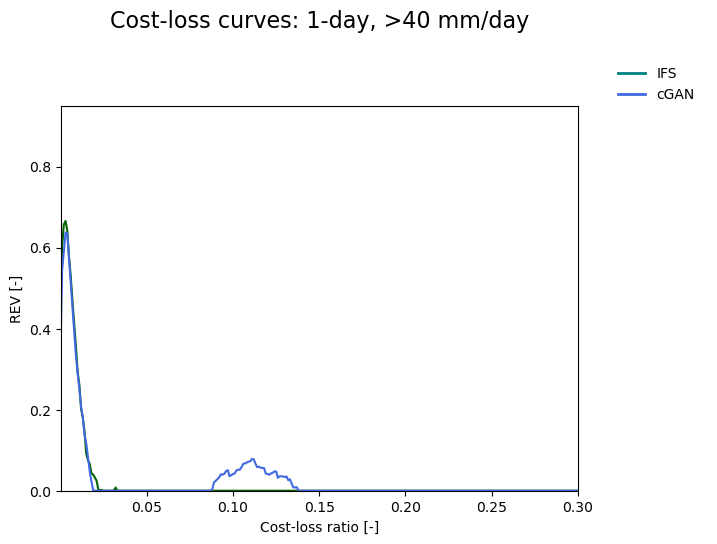 Cost-loss curves: 1-day, >40 mm/day
IFS
cGAN
0.8
0.6
0.4
0.2
0.0
REV [-]
0.05
0.10
0.15
0.20
0.25
0.30
Cost-loss ratio [-]